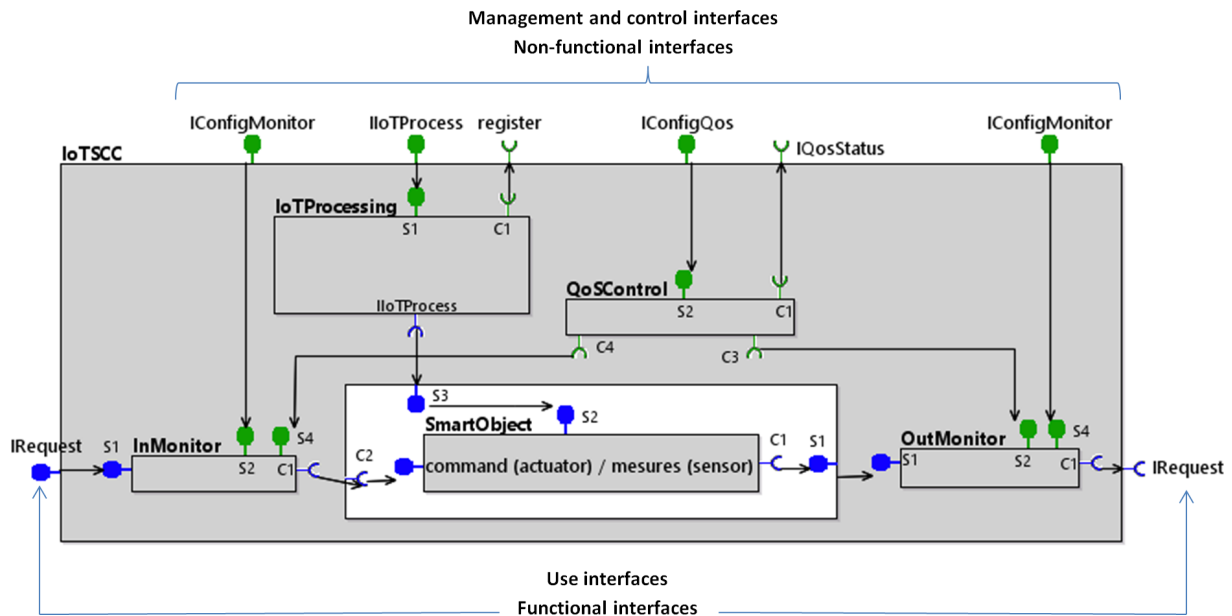 Management and control interfaces
Non-functional interfaces
IConfigMonitor
IIoTProcess
register
IConfigQos
IQosStatus
IConfigMonitor
IoTSCC
IoTProcessing
S1
C1
IIoTProcess
QoSControl
S2
C1
C4
C3
S3
S2
SmartObject
command (actuator) / mesures (sensor)
C1
S1
C2
IRequest
S1
InMonitor
S4
S2
C1
OutMonitor
S4
S1
S2
C1
IRequest
Use interfaces
Functional interfaces